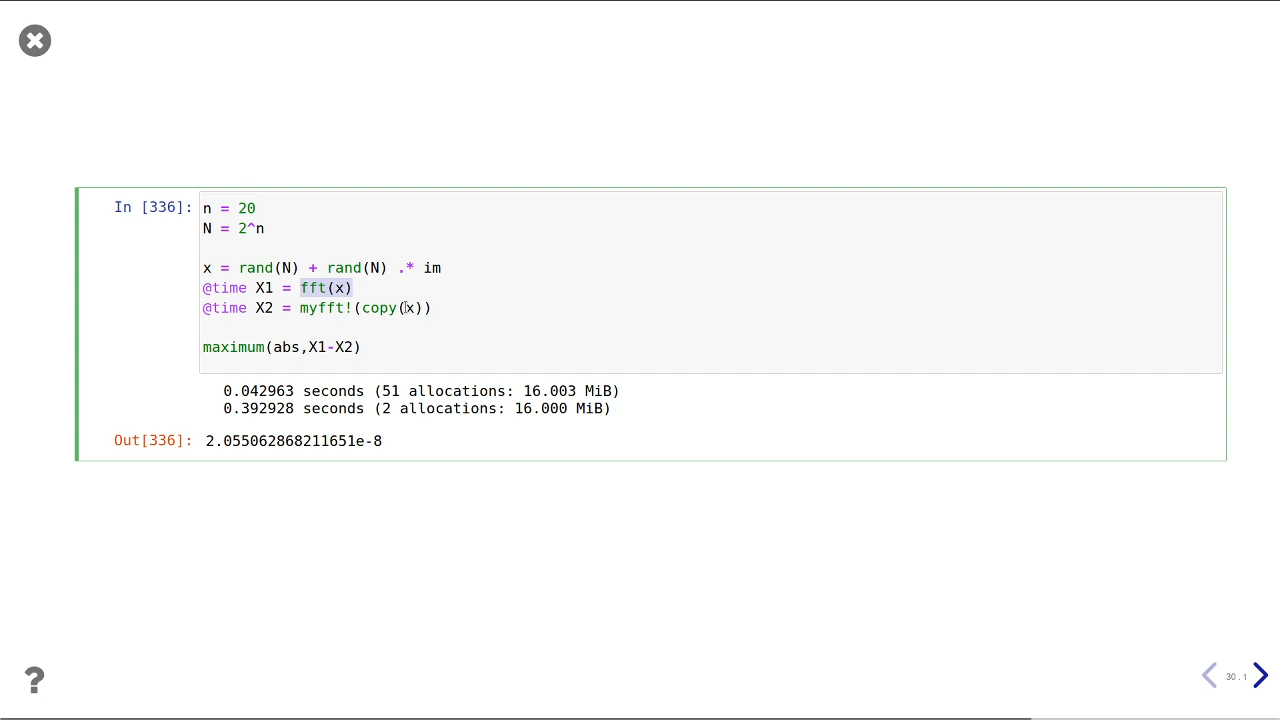 In [336]: n = 20
N = 2^n
x = rand(N) + rand(N) .* im
@time X1 = fft(x)
@time X2 = myfft!(copy(x))
maximum(abs,X1-X2)
0.042963 seconds (51 allocations: 16.003 MiB)
0.392928 seconds (2 allocations: 16.000 MiB)
Out[336]: 2.055062868211651e-8
?
30 . 1